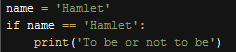 name = 'Hamlet'
if name == 'Hamlet':
    print('To be or not to be')